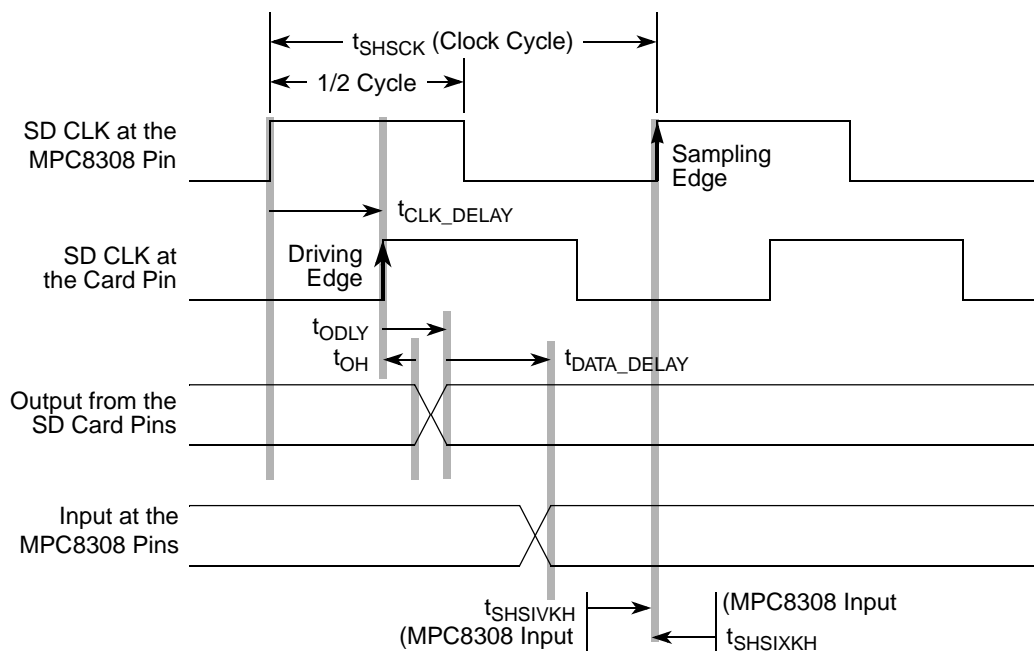 tSHSCK (Clock Cycle)
1/2 Cycle
SD CLK at the
MPC8308 Pin
Sampling
Edge
tCLK_DELAY
SD CLK at
the Card Pin
Driving
Edge
tODLY
tOH
tDATA_DELAY
Output from the
SD Card Pins
Input at the
MPC8308 Pins
tSHSIVKH
(MPC8308 Input
(MPC8308 Input
tSHSIXKH